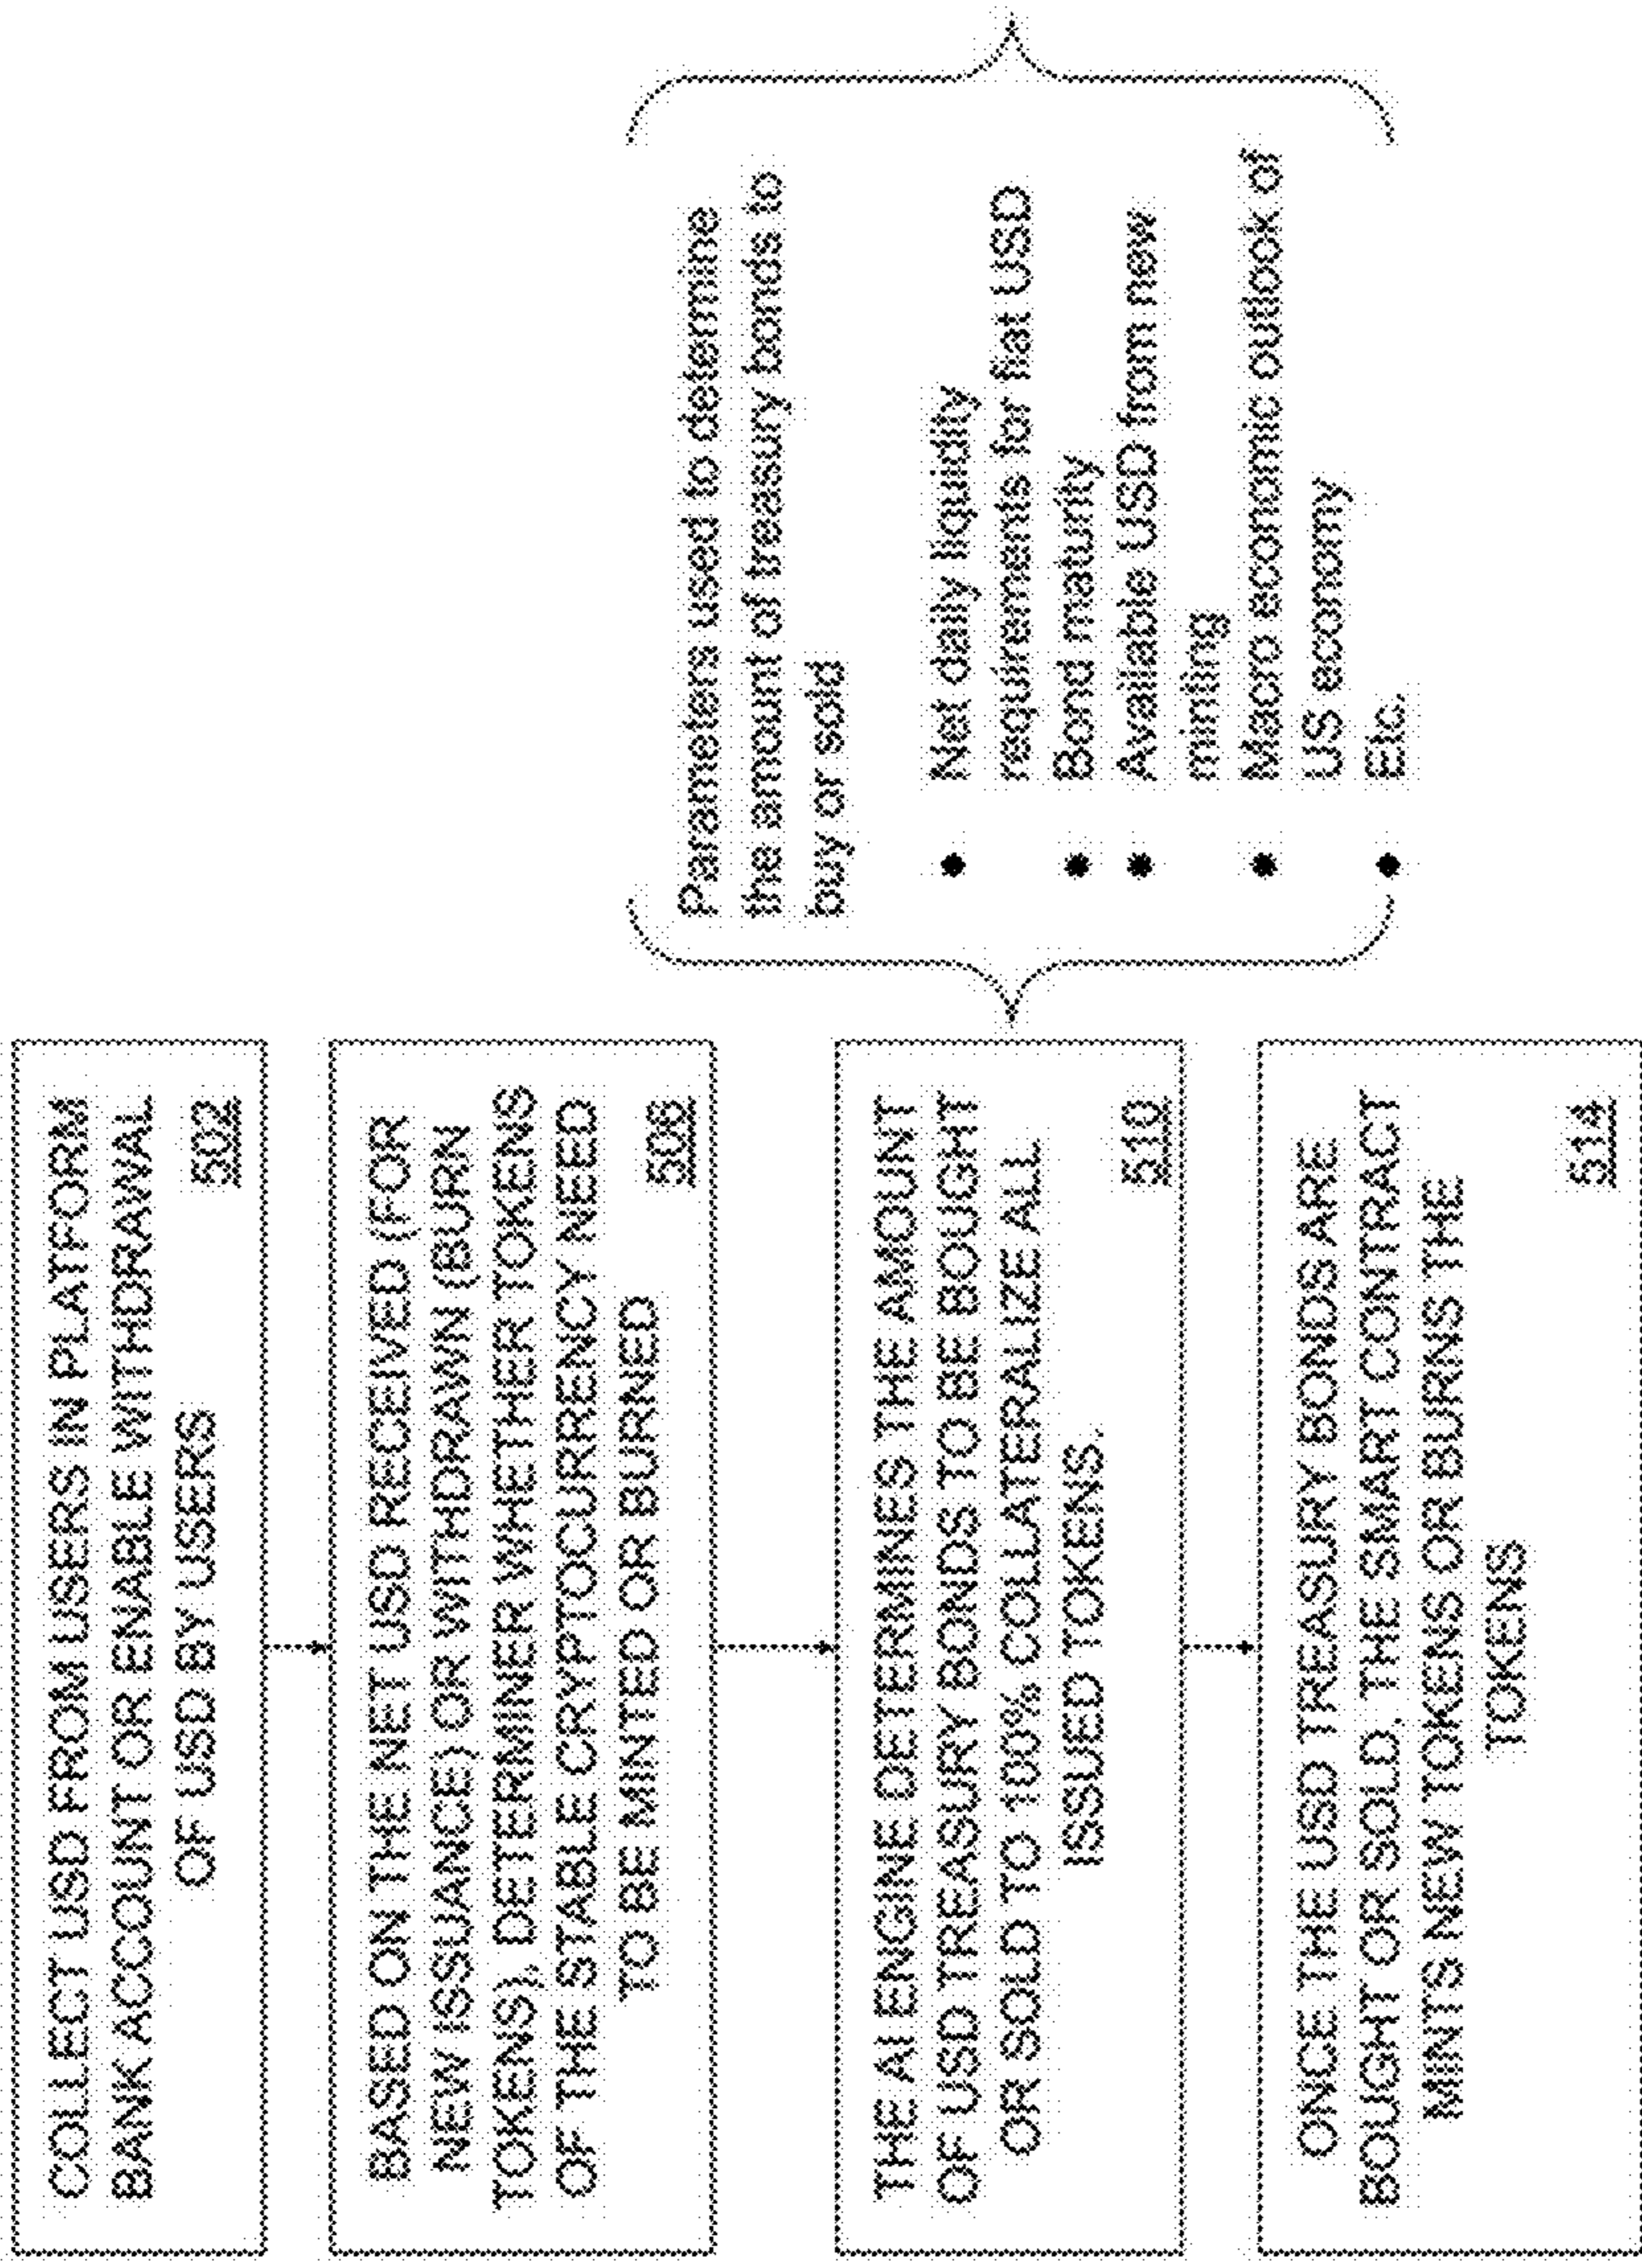 COLLECT USD FROM USERS IN PLATFORM
BANK ACCOUNT OR ENABLE WITHDRAWAL
OF USD BY USERS
502
BASED ON THE NET USD RECEIVED (FOR
NEW ISSUANCE) OR WITHDRAWN (BURN
TOKENS), DETERMINER WHETHER TOKENS
OF THE STABLE CRYPTOCURRENCY NEED
TO BE MINTED OR BURNED
506
THE AI ENGINE DETERMINES THE AMOUNT
OF USD TREASURY BONDS TO BE BOUGHT
OR SOLD TO 100% COLLATERALIZE ALL
ISSUED TOKENS.
510
Parameters used to determine
the amount of treasury bonds to
buy or sold
• Net daily liquidity
requirements for fiat USD
• Bond maturity
• Available USD from new
minting
• Macro economic outlook of
US economy
• Etc.
ONCE THE USD TREASURY BONDS ARE
BOUGHT OR SOLD, THE SMART CONTRACT
MINTS NEW TOKENS OR BURNS THE
TOKENS
514